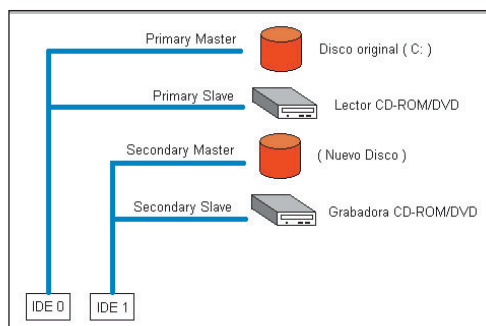 Primary Master
Disco original ( C: )
Primary Slave
Lector CD-ROM/DVD
Secondary Master
( Nuevo Disco )
Secondary Slave
Grabadora CD-ROM/DVD
IDE 0
IDE 1